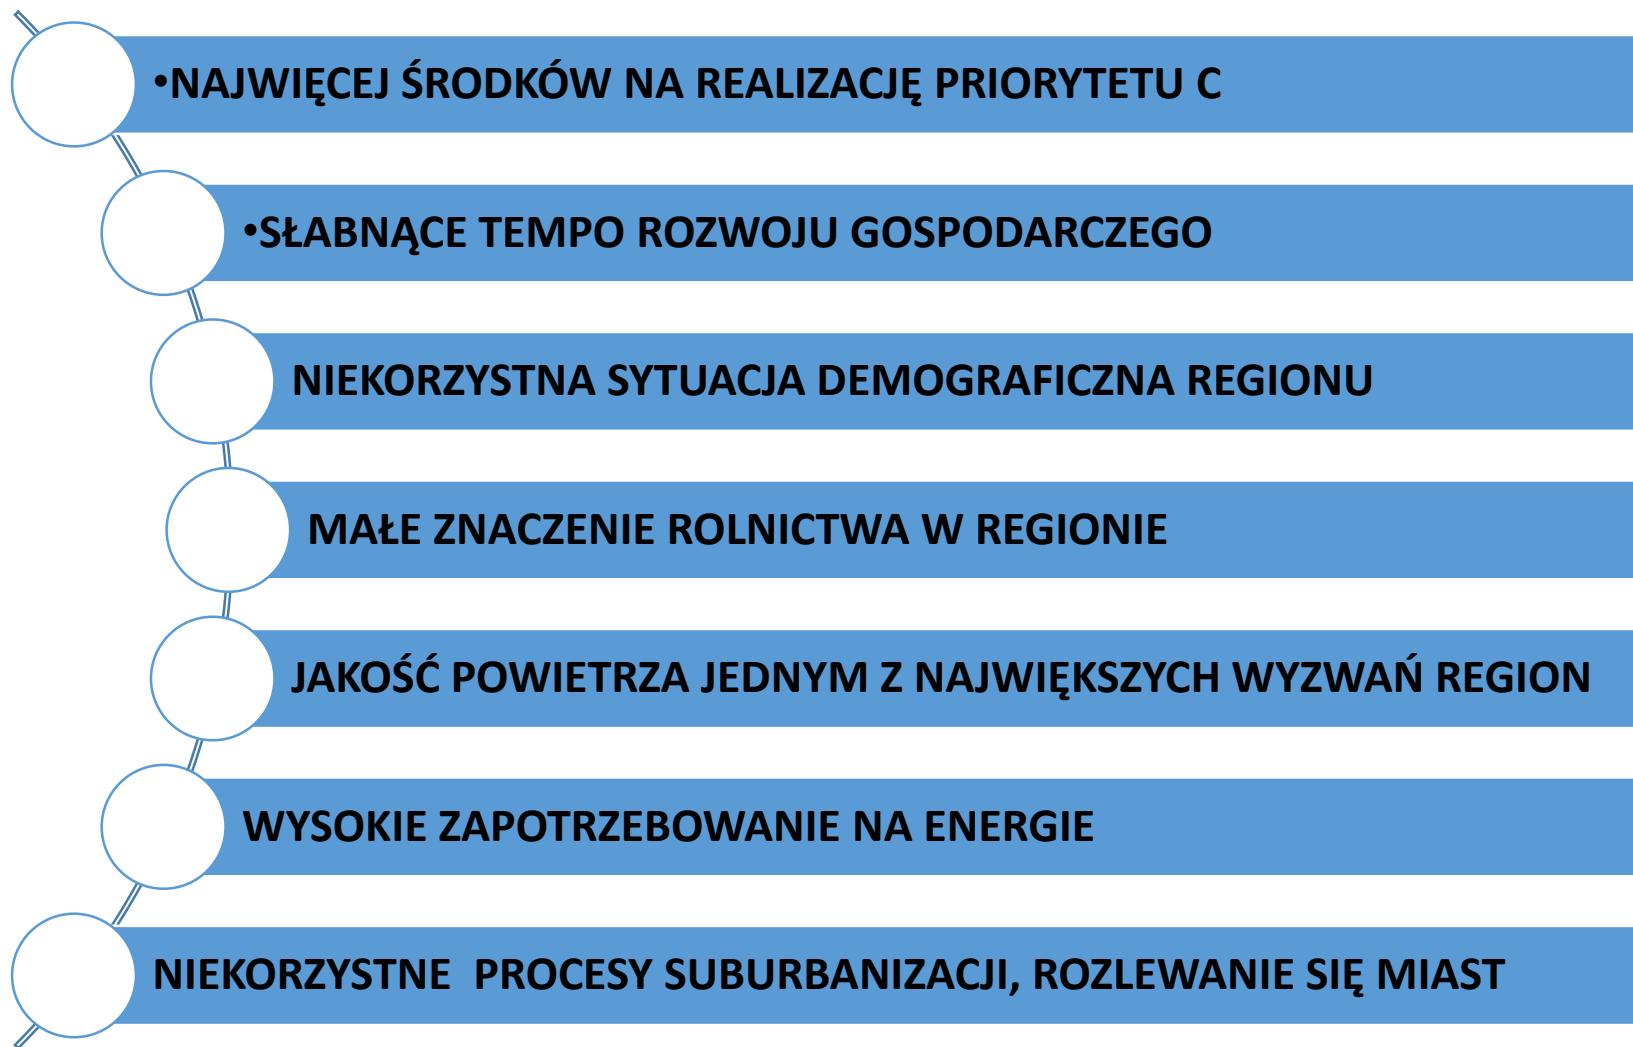 •NAJWIĘCEJ ŚRODKÓW NA REALIZACJĘ PRIORYTETU C
•SŁABNĄCE TEMPO ROZWOJU GOSPODARCZEGO
NIEKORZYSTNA SYTUACJA DEMOGRAFICZNA REGIONU
MAŁE ZNACZENIE ROLNICTWA W REGIONIE
JAKOŚĆ POWIETRZA JEDNYM Z NAJWIĘKSZYCH WYZWAŃ REGION
WYSOKIE ZAPOTRZEBOWANIE NA ENERGIE
NIEKORZYSTNE  PROCESY SUBURBANIZACJI, ROZLEWANIE SIĘ MIAST